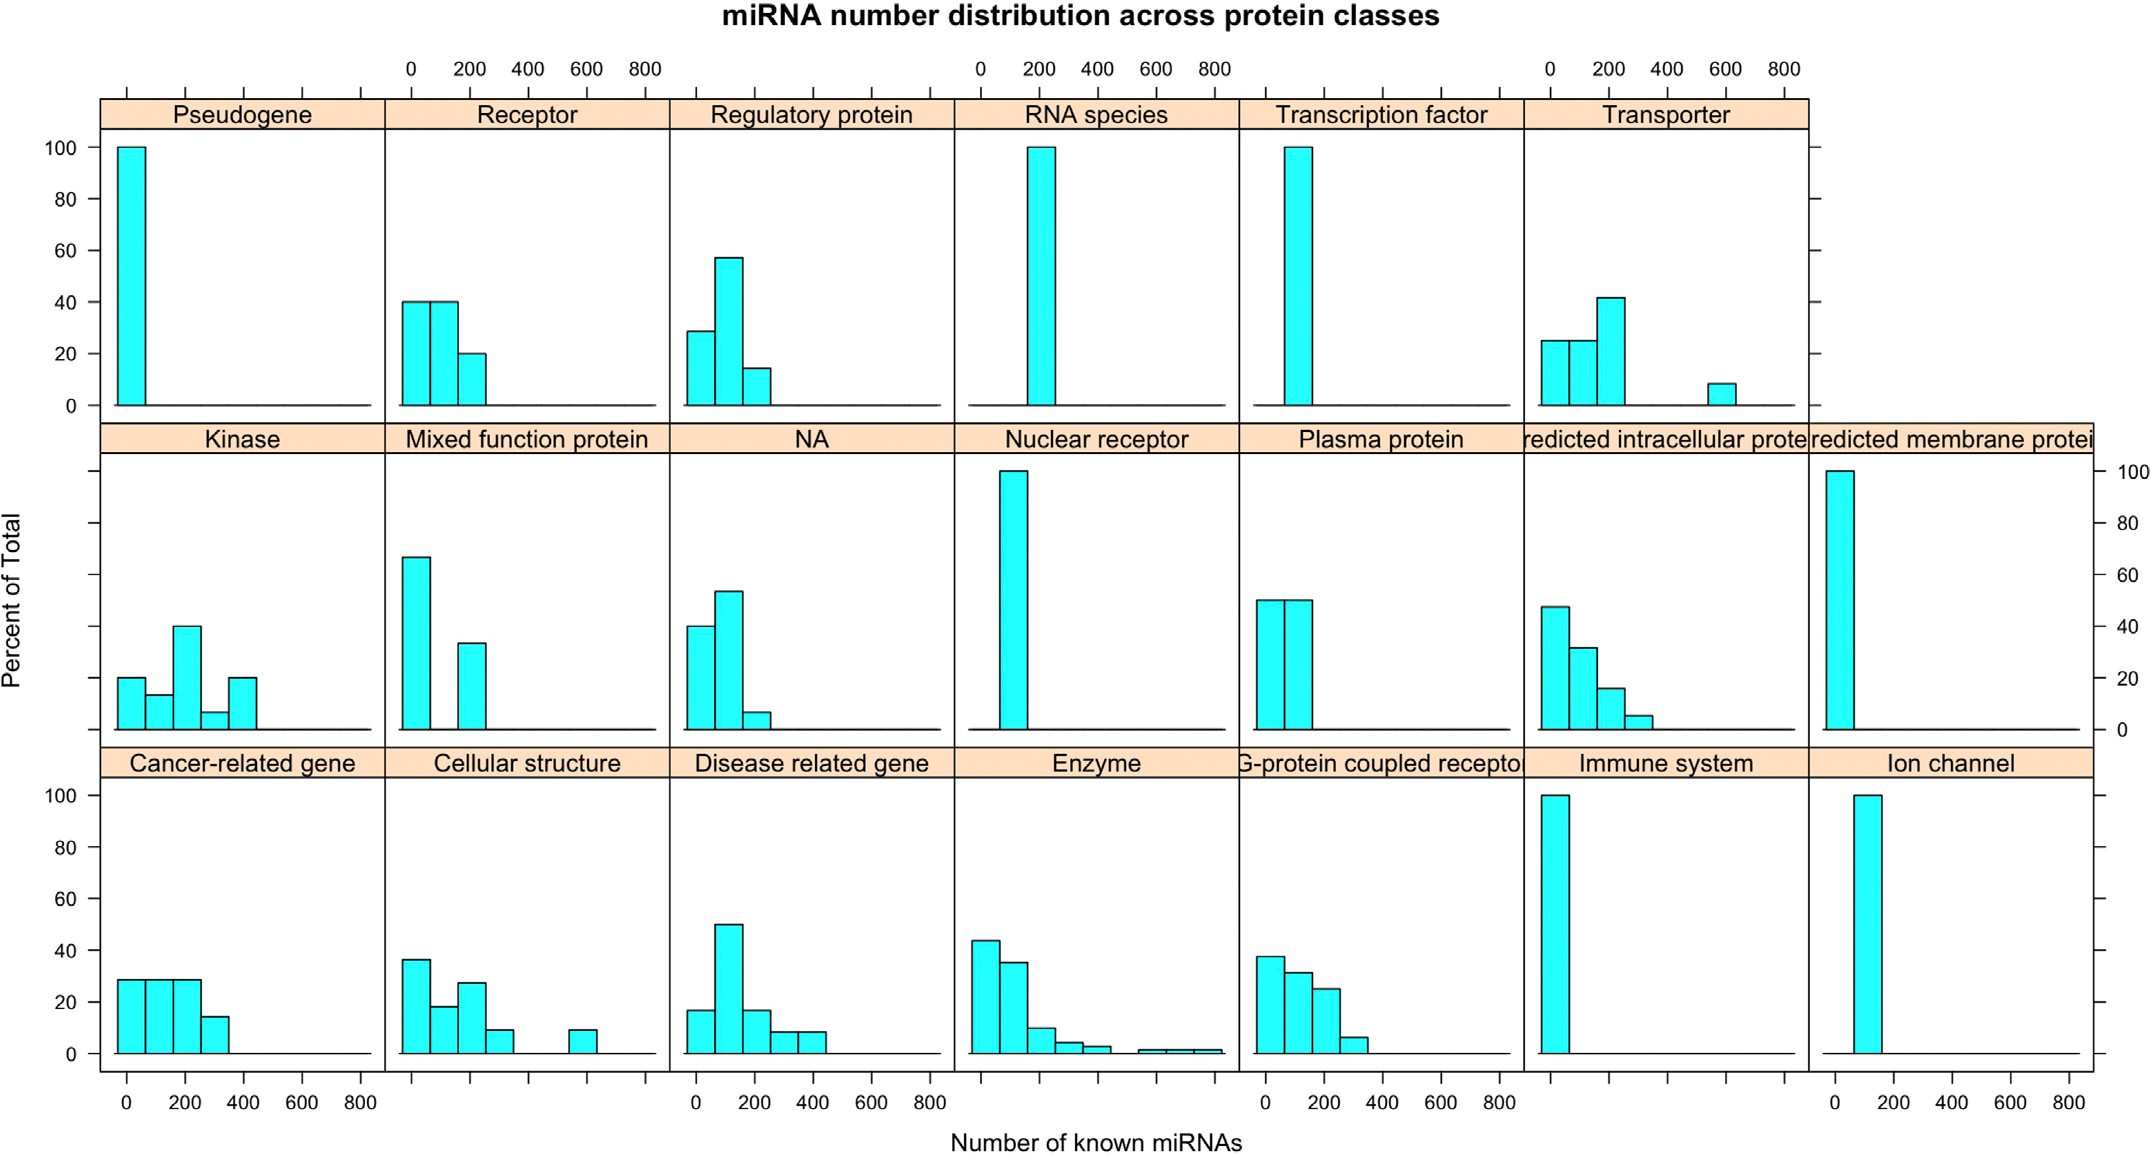 miRNA number distribution across protein classes
0 200 400 600 800 0 200 400 600 800 0 200 400 600 800
Pseudogene Receptor Regulatory protein RNA species Transcription factor Transporter
100
80
60
40
20
0
Kinase Mixed function protein NA Nuclear receptor Plasma protein redicted intracellular prote redicted membrane protei
100
80
60
40
20
0
Percent of Total
Cancer-related gene Cellular structure Disease related gene Enzyme G-protein coupled recepto Immune system Ion channel
100
80
60
40
20
0
0 200 400 600 800 0 200 400 600 800 0 200 400 600 800 0 200 400 600 800
Number of known miRNAs